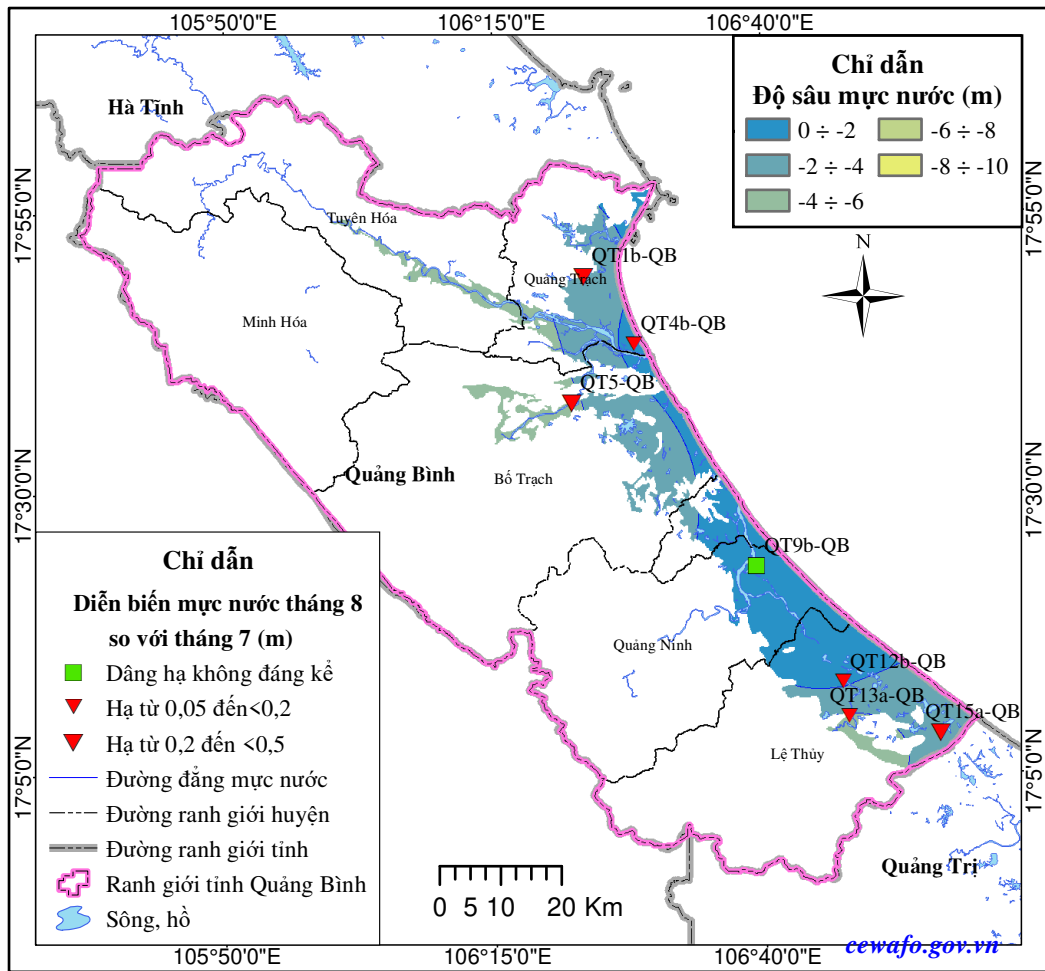 105°50'0"E 106°15'0"E 106°40'0"E
Chỉ dẫn
Độ sâu mực nước (m)
0 ÷ -2
-6 ÷ -8
-2 ÷ -4
-8 ÷ -10
-4 ÷ -6
Hà Tĩnh
17°55'0"N
17°55'0"N
Tuyên Hóa
N
QT1b-QB
Quảng Trạch
Minh Hóa
QT4b-QB
QT5-QB
Quảng Bình
Bố Trạch
17°30'0"N
17°30'0"N
QT9b-QB
Quảng Ninh
QT12b-QB
QT13a-QB
QT15a-QB
Lệ Thủy
17°5'0"N
17°5'0"N
Quảng Trị
Chỉ dẫn
Diễn biến mực nước tháng 8
so với tháng 7 (m)
Dâng hạ không đáng kể
Hạ từ 0,05 đến<0,2
Hạ từ 0,2 đến <0,5
Đường đẳng mực nước
Đường ranh giới huyện
Đường ranh giới tỉnh
Ranh giới tỉnh Quảng Bình
Sông, hồ
0 5 10 20 Km
cewafo.gov.vn
105°50'0"E 106°15'0"E 106°40'0"E